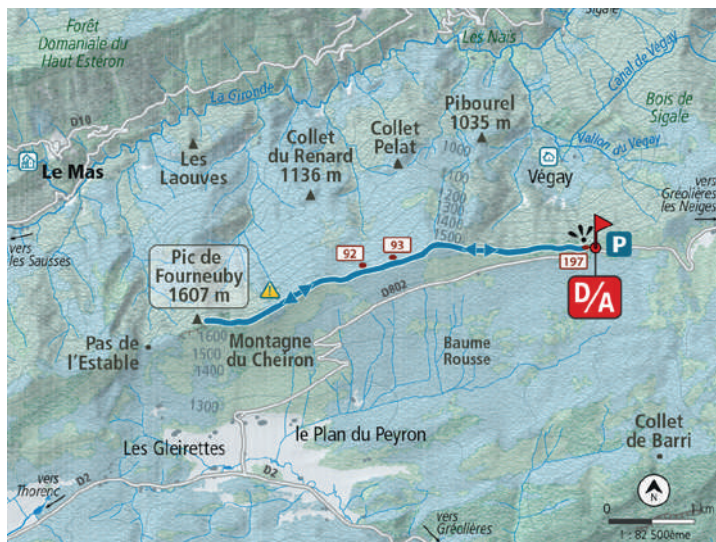 Forêt
Domaniale du
Haut Estéron
Sigale
Les Nais
Canal de Végay
La Gironde
D10
Pibourel
1035 m
Bois de
Sigale
Collet
Pelat
Collet
du Renard
1136 m
Les
Laouves
Le Mas
1000
1100
1200
1300
1400
1500
Vallon du Végay
Végay
vers
Gréolières
les Neiges
vers
les Sausses
Pic de
Fourneuby
1607 m
92
93
197
P
D/A
D802
Pas de
l'Estable
1600
1500
1400
1300
Montagne
du Cheiron
Baume
Rousse
Les Gleirettes
le Plan du Peyron
Collet
de Barri
vers
Thorenc
D2
D2
vers
Gréolières
N
0 1 km
1 : 82 500ème